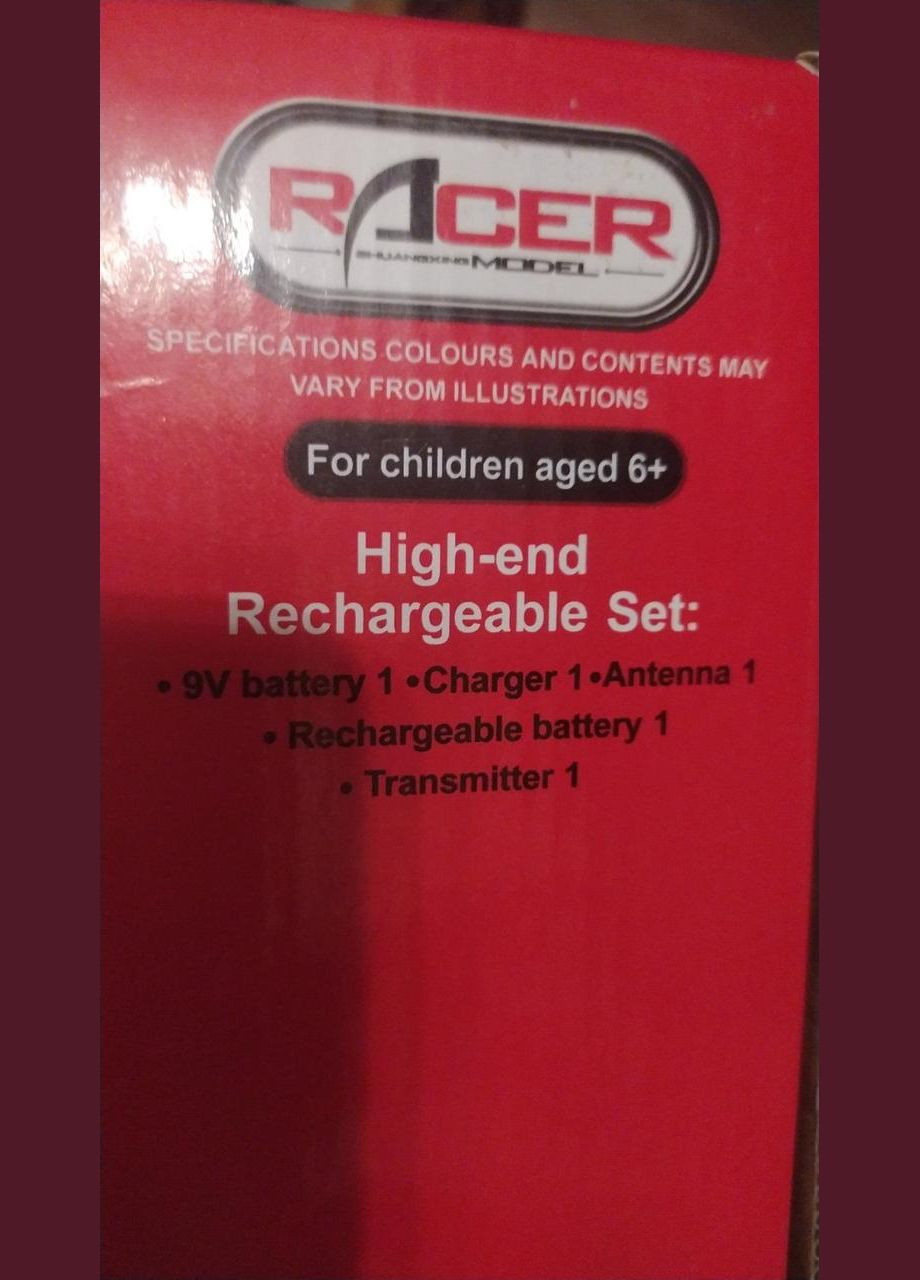 RACER
SHUANGXING MODEL
SPECIFICATIONS COLOURS AND CONTENTS MAY
VARY FROM ILLUSTRATIONS
For children aged 6+
High-end
Rechargeable Set:
• 9V battery 1 •Charger 1•Antenna 1
• Rechargeable battery 1
• Transmitter 1